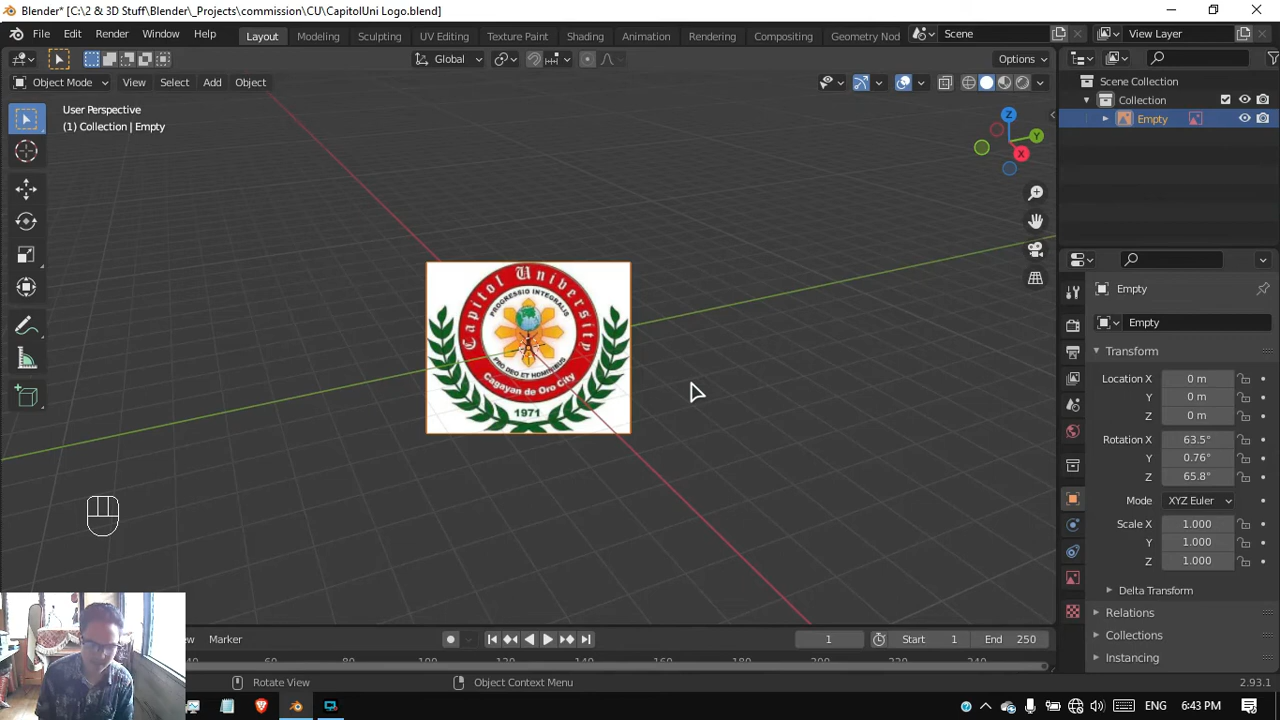 Blender* [C:\2 & 3D Stuff\Blender\_Projects\commission\CU\CapitolUni Logo.blend]
File Edit Render Window Help
Layout Modeling Sculpting UV Editing Texture Paint Shading Animation Rendering Compositing Geometry Nod
Scene
View Layer
Global
Options
Object Mode View Select Add Object
User Perspective
(1) Collection | Empty
Z
Y
X
Scene Collection
Collection
Empty
Capitol University
PROGRESSIO INTEGRALIS
PRO DEO ET HOMINIBUS
Cagayan de Oro City
1971
Empty
Empty
Transform
Location X 0 m
Y 0 m
Z 0 m
Rotation X 63.5°
Y 0.76°
Z 65.8°
Mode XYZ Euler
Scale X 1.000
Y 1.000
Z 1.000
Delta Transform
Relations
Collections
Instancing
Marker
1
Start 1
End 250
Rotate View
Object Context Menu
2.93.1
ENG 6:43 PM